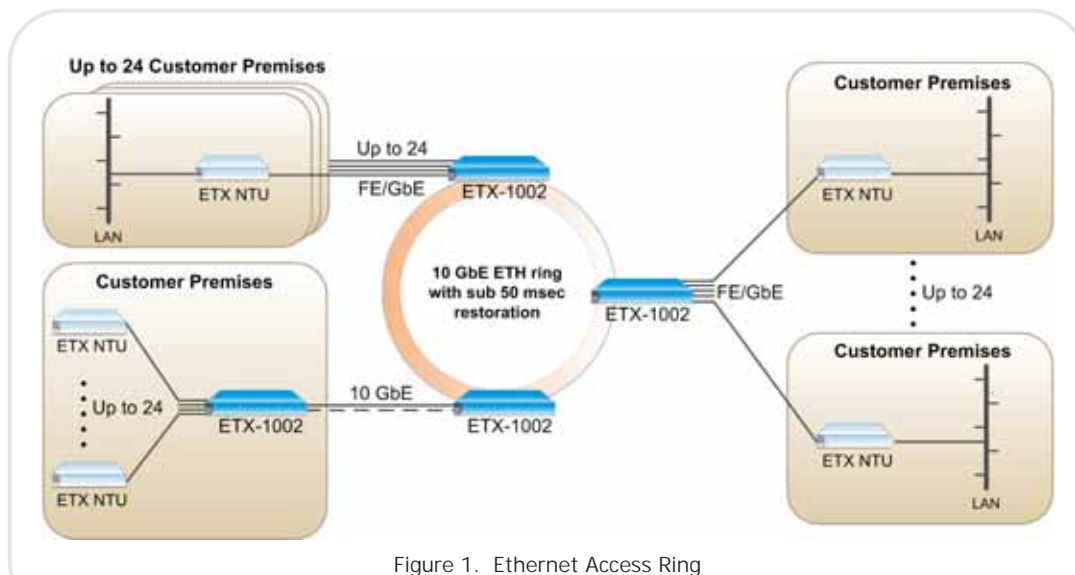 Up to 24 Customer Premises
ETX NTU
LAN
Up to 24
FE/GbE
ETX-1002
Customer Premises
ETX NTU
Up to 24
ETX NTU
ETX-1002
10 GbE
ETX-1002
10 GbE ETH ring
with sub 50 msec
restoration
ETX-1002
FE/GbE
Customer Premises
ETX NTU
LAN
Up to 24
Customer Premises
ETX NTU
LAN
Figure 1. Ethernet Access Ring